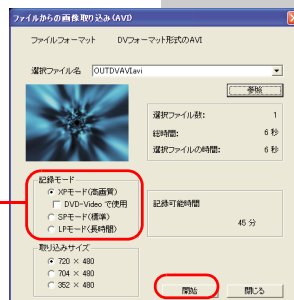 ファイルからの画像取り込み(AVI)
ファイルフォーマット DVフォーマット形式のAVI
選択ファイル名 OUTDVAVI.avi
参照
選択ファイル数: 1
総時間: 6 秒
選択ファイルの時間: 6 秒
記録モード
XPモード(高画質)
DVD-Video で使用
SPモード(標準)
LPモード(長時間)
記録可能時間
45 分
取り込みサイズ
720 × 480
704 × 480
352 × 480
開始
閉じる